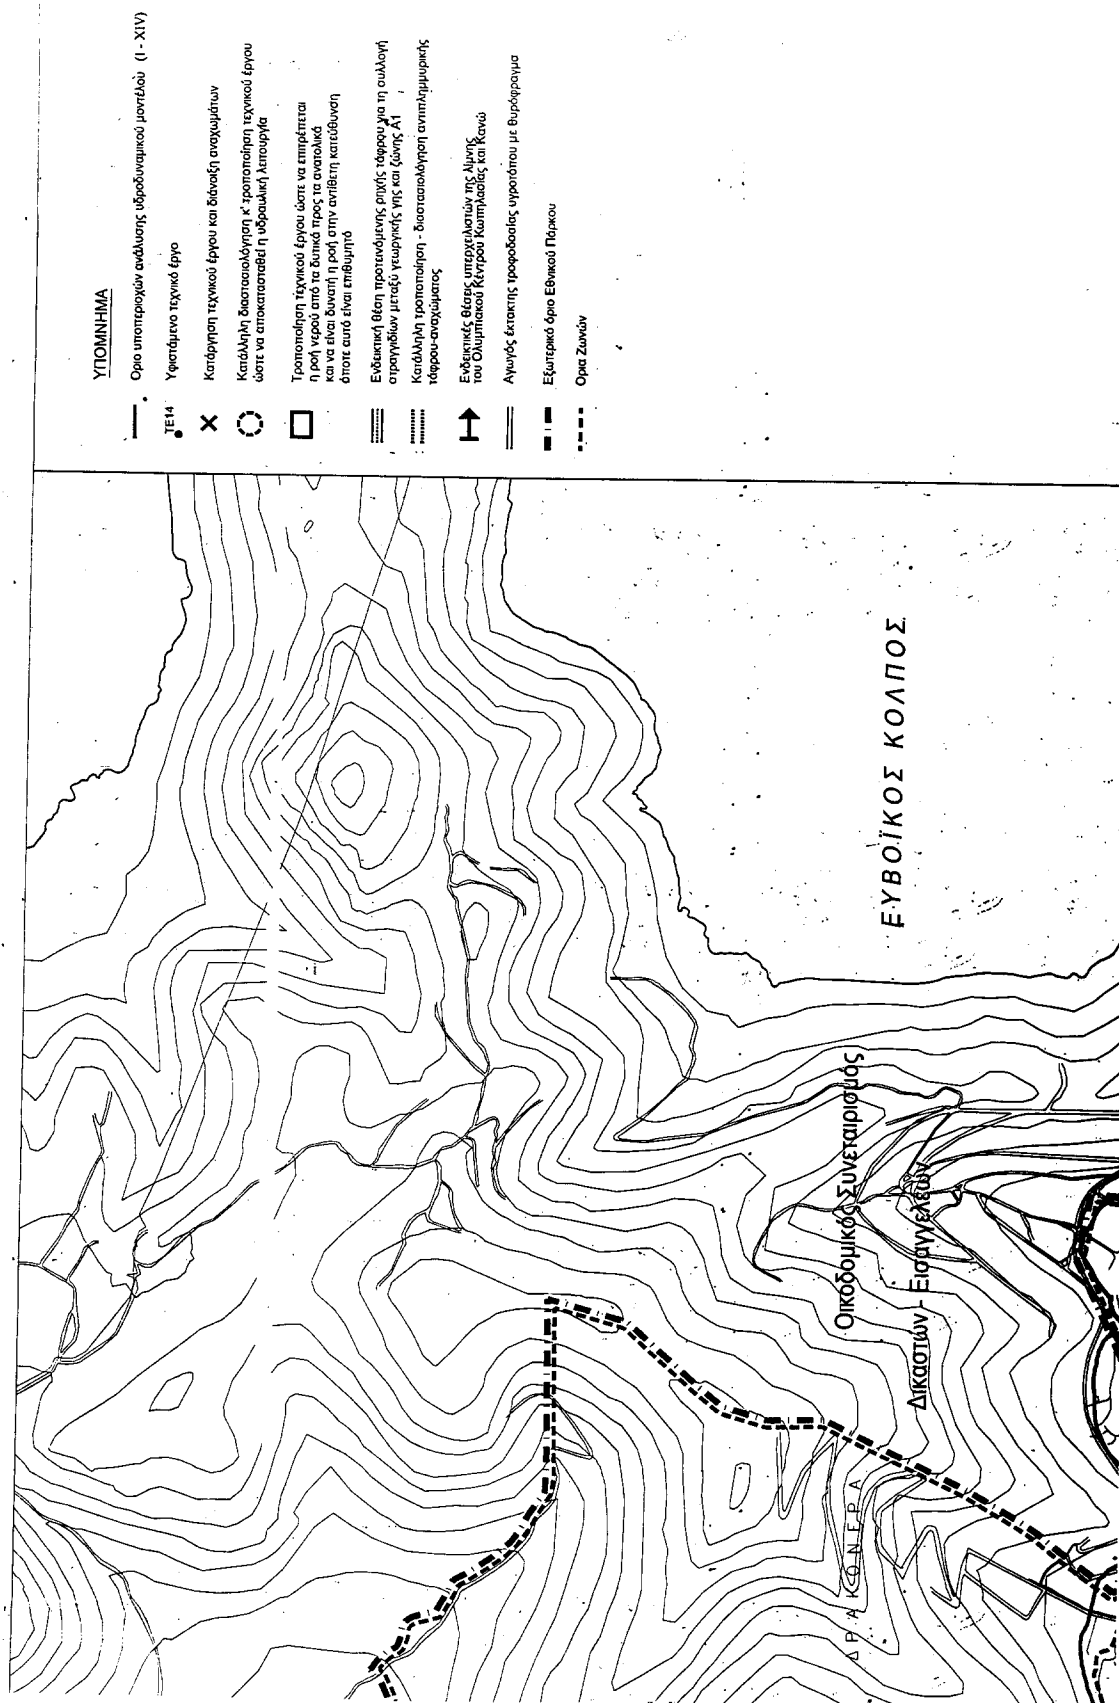 ΥΠΟΜΝΗΜΑ
Οριο υποπεριοχών ανάλυσης υδροδυναμικού μοντέλου (I - XIV)
ΤΕ14
Υφιστάμενο τεχνικό έργο
Κατάργηση τεχνικού έργου και διάνοιξη αναχωμάτων
Κατάλληλη διαστασιολόγηση κ' τροποποίηση τεχνικού έργου
ώστε να αποκατασταθεί η υδραυλική λειτουργία
Τροποποίηση τεχνικού έργου ώστε να επιτρέπεται
η ροή νερού από τα δυτικά προς τα ανατολικά
και να είναι δυνατή η ροή στην αντίθετη κατεύθυνση
όποτε αυτό είναι επιθυμητό
Ενδεικτική θέση προτεινόμενης ρηχής τάφρου για τη συλλογή
στραγγιδίων μεταξύ γεωργικής γης και ζώνης Α1
Κατάλληλη τροποποίηση - διαστασιολόγηση αντιπλημμυρικής
τάφρου-αναχώματος
Ενδεικτικές θέσεις υπερχειλιστών της λίμνης
του Ολυμπιακού Κέντρου Κωπηλασίας και Κανώ
Αγωγός έκτακτης τροφοδοσίας υγροτόπου με θυρόφραγμα
Εξωτερικό όριο Εθνικού Πάρκου
Ορια Ζωνών
ΕΥΒΟΪΚΟΣ ΚΟΛΠΟΣ
Οικοδομικός Συνεταιρισμός
Δικαστών - Εισαγγελέων
ΔΡΑΚΟΝΕΡΑ